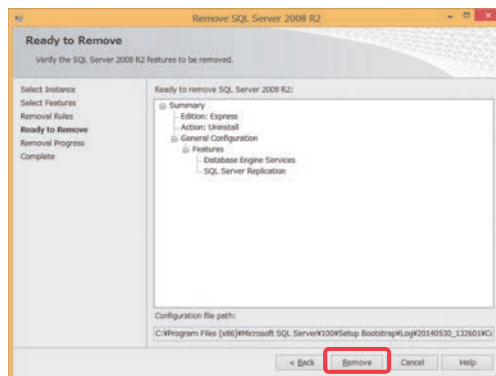 Remove SQL Server 2008 R2
Ready to Remove
Verify the SQL Server 2008 R2 features to be removed.
Select Instance
Select Features
Removal Rules
Ready to Remove
Removal Progress
Complete
Ready to remove SQL Server 2008 R2:
Summary
Edition: Express
Action: Uninstall
General Configuration
Features
Database Engine Services
SQL Server Replication
Configuration file path:
C:¥Program Files (x86)¥Microsoft SQL Server¥100¥Setup Bootstrap¥Log¥20140530_132601¥Co
< Back
Remove
Cancel
Help